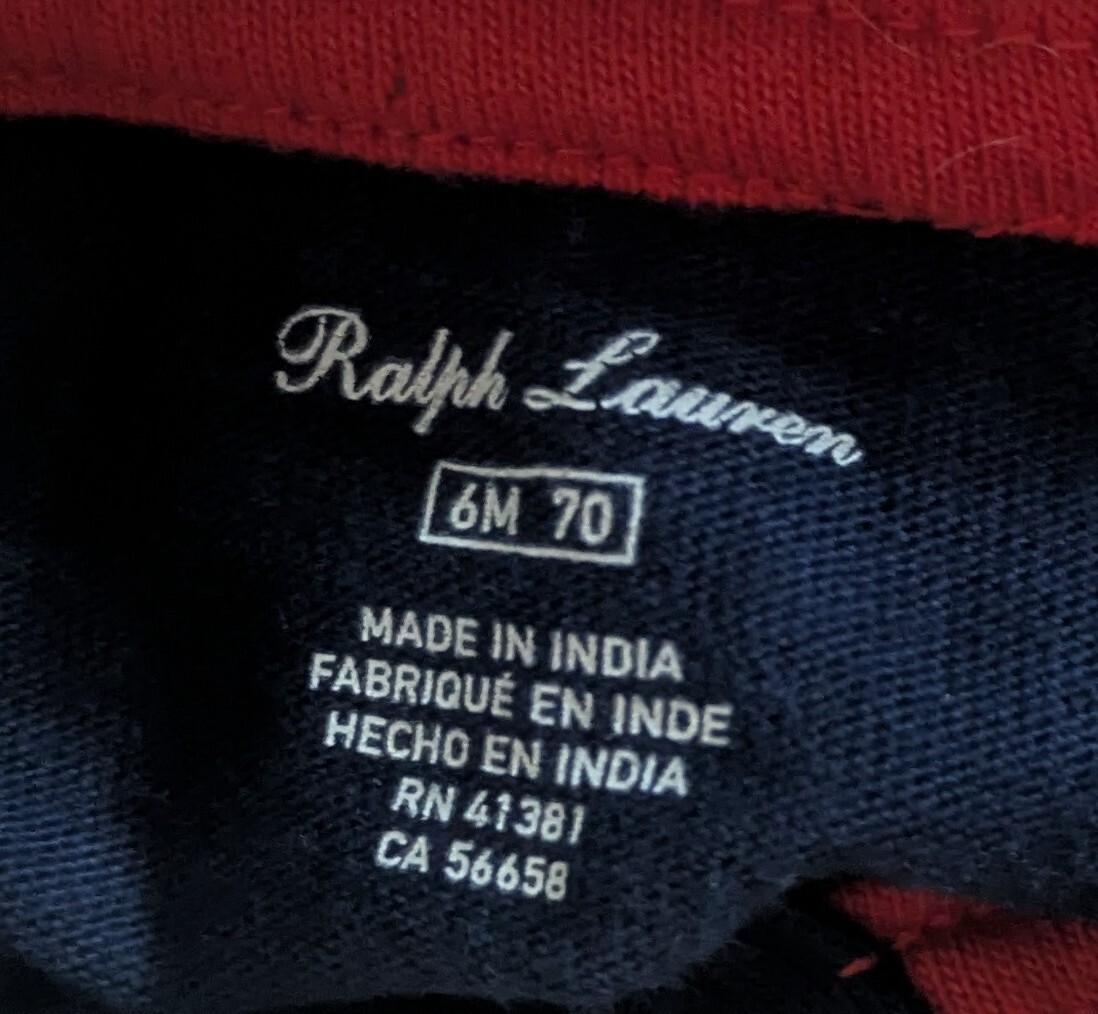 Ralph Lauren
6M 70
MADE IN INDIA
FABRIQUÉ EN INDE
HECHO EN INDIA
RN 41381
CA 56658